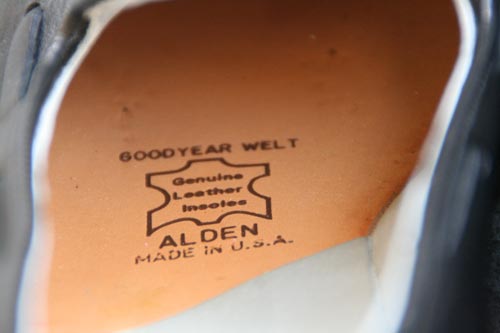 GOODYEAR WELT
Genuine
Leather
Insoles
ALDEN
MADE IN U.S.A.